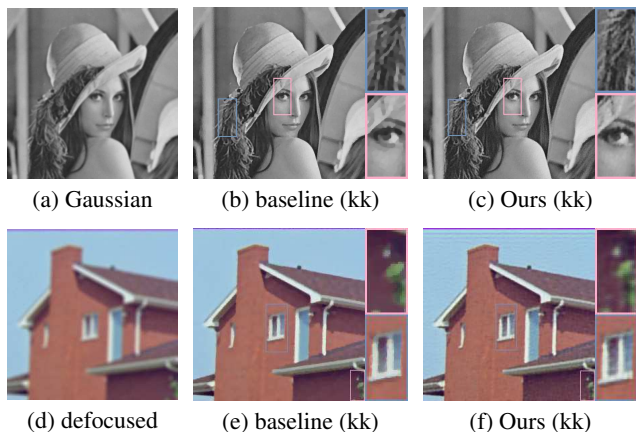 (a) Gaussian
(b) baseline (kk)
(c) Ours (kk)
(d) defocused
(e) baseline (kk)
(f) Ours (kk)